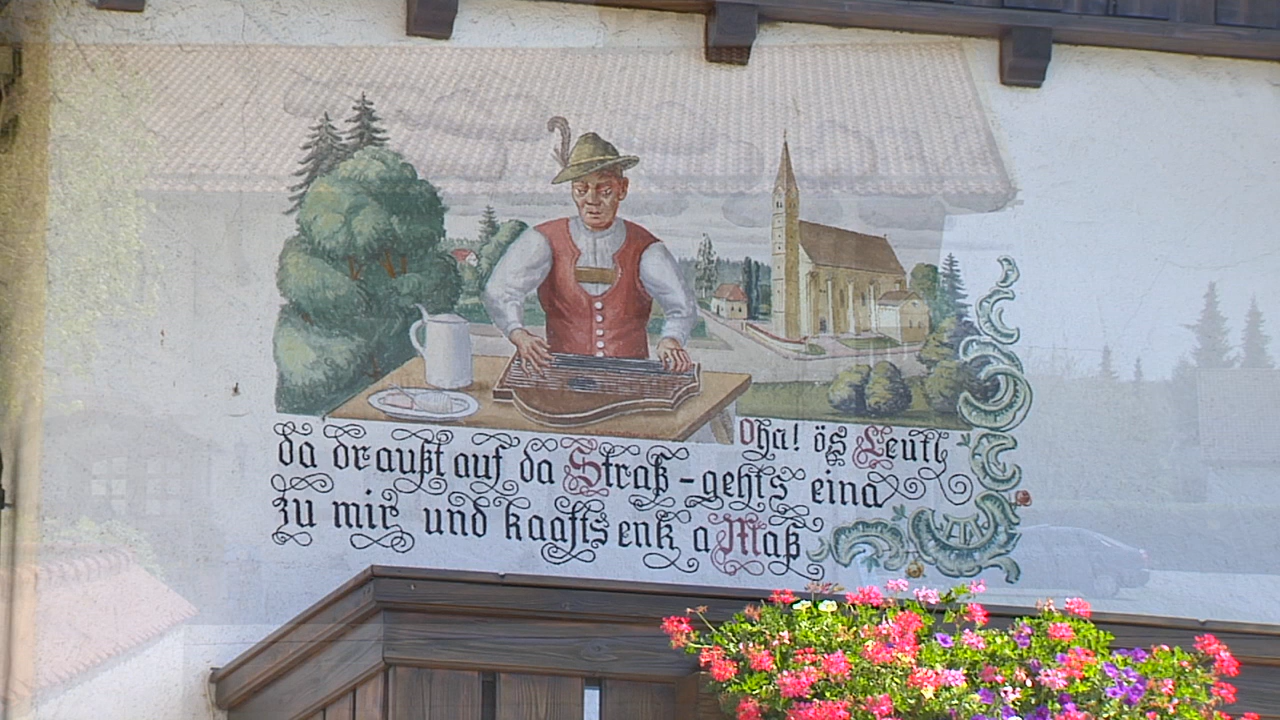 Oha! ös Leutl
da draußt auf da Straß - gehts eina
zu mir und kaafts enk a Maß